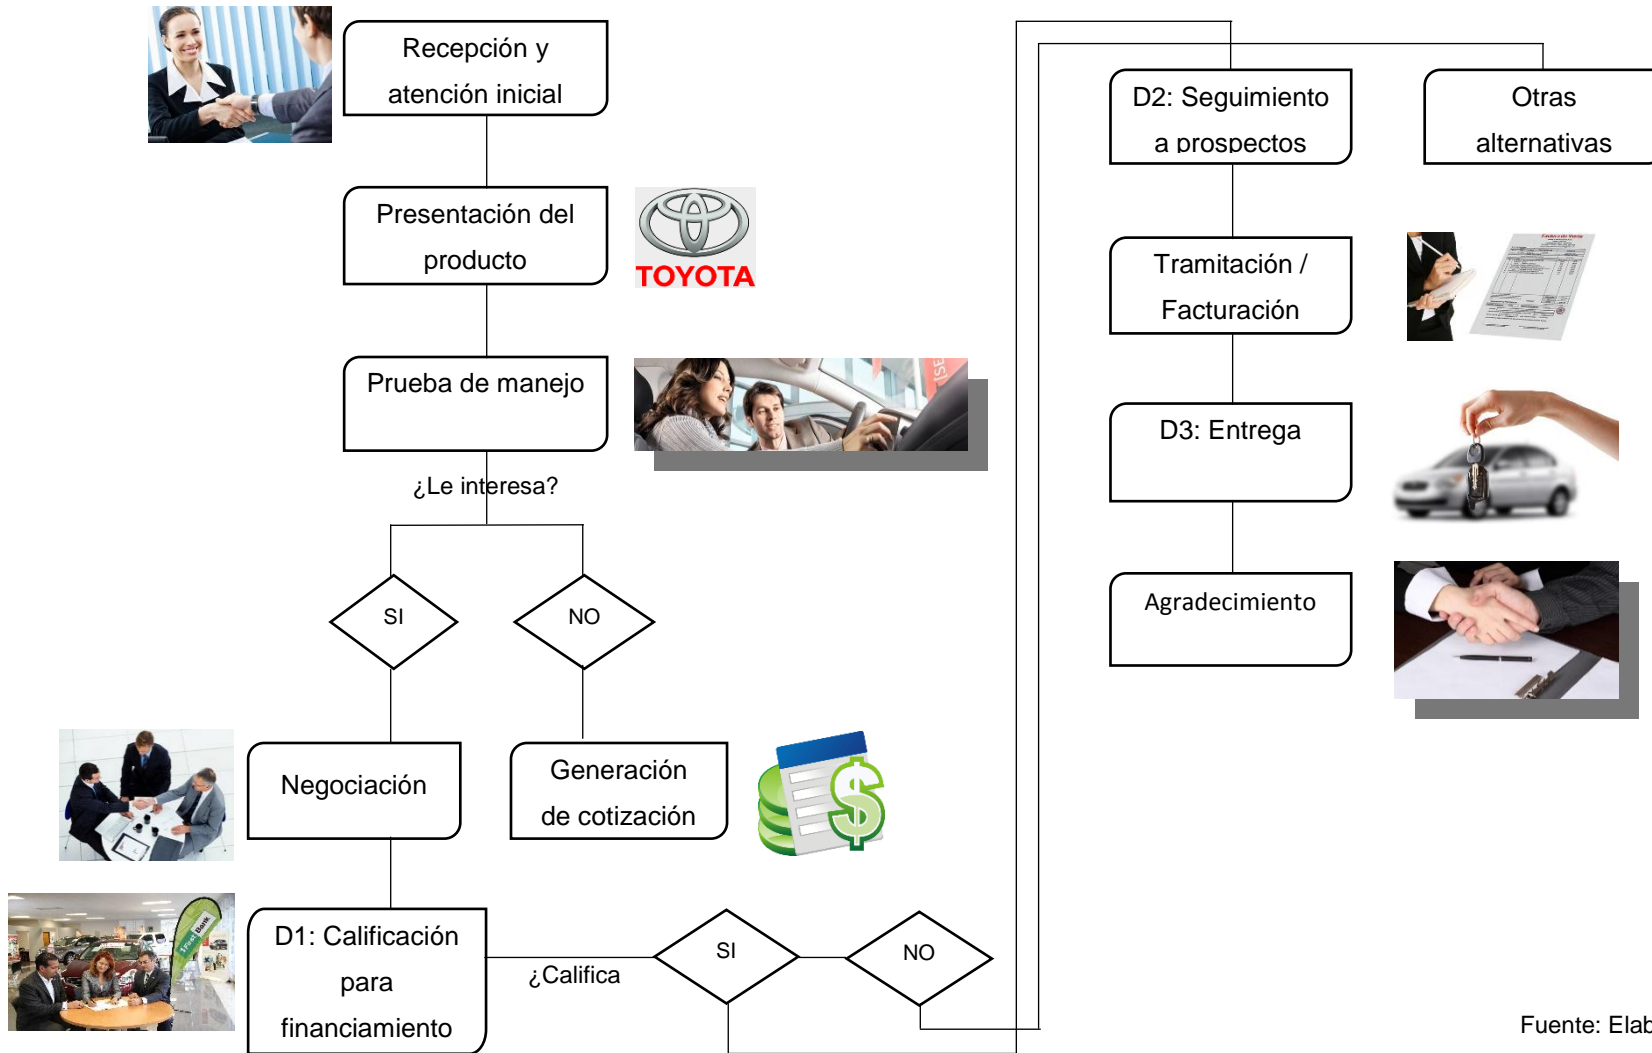 Recepción y
atención inicial
Presentación del
producto
TOYOTA
Prueba de manejo
¿Le interesa?
SI
NO
Negociación
Generación
de cotización
D1: Calificación
para
financiamiento
¿Califica
SI
NO
D2: Seguimiento
a prospectos
Otras
alternativas
Tramitación /
Facturación
D3: Entrega
Agradecimiento
Fuente: Elab